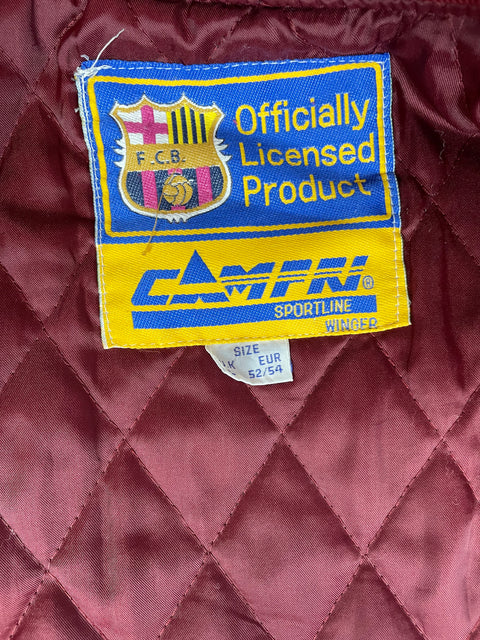 F.C.B.
Officially
Licensed
Product
CAMPRI®
SPORTLINE
WINGER
SIZE
K EUR
52/54